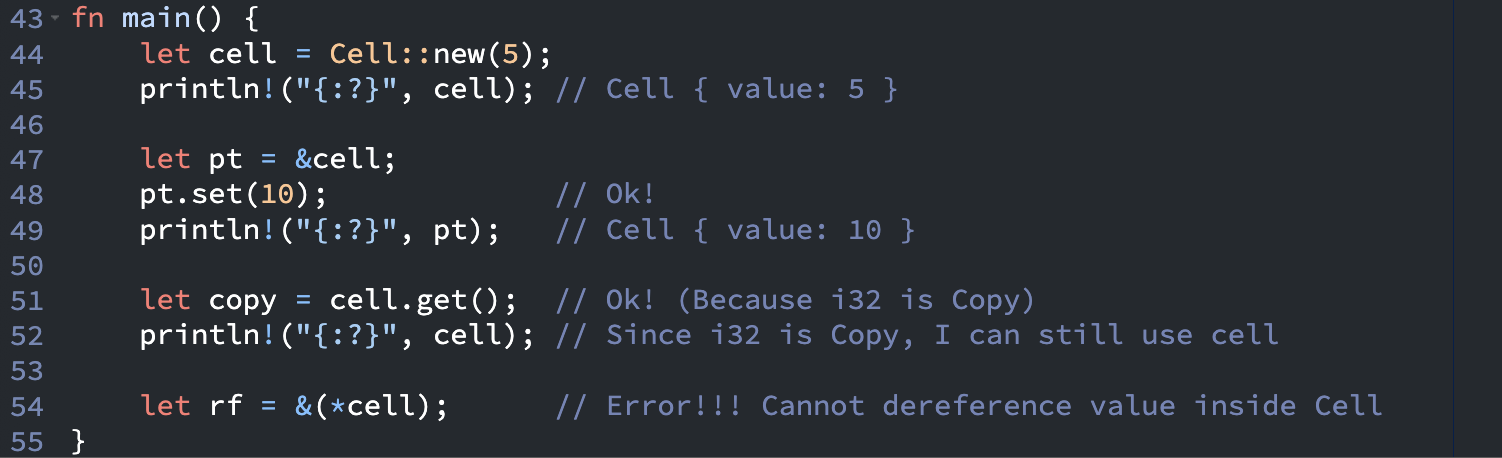 43 fn main() {
44     let cell = Cell::new(5);
45     println!("{:?}", cell); // Cell { value: 5 }
46
47     let pt = &cell;
48     pt.set(10);             // Ok!
49     println!("{:?}", pt);   // Cell { value: 10 }
50
51     let copy = cell.get();  // Ok! (Because i32 is Copy)
52     println!("{:?}", cell); // Since i32 is Copy, I can still use cell
53
54     let rf = &(*cell);      // Error!!! Cannot dereference value inside Cell
55 }